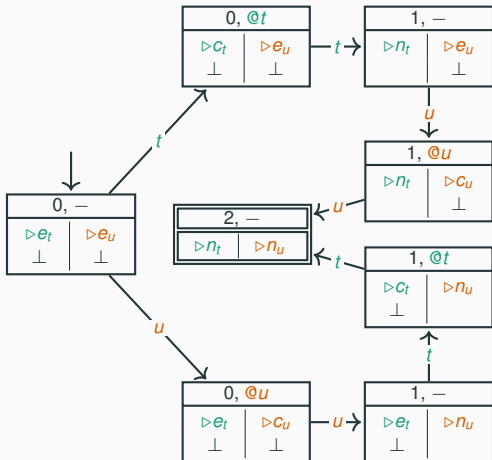 0, @t 1, –
▷c_t ▷e_u t ▷n_t ▷e_u
⊥ ⊥ ⊥
t u
1, @u
▷n_t ▷c_u
⊥
0, – u
▷e_t ▷e_u 2, –
⊥ ⊥ ▷n_t ▷n_u
t 1, @t
▷c_t ▷n_u
⊥
u t
0, @u 1, –
▷e_t ▷c_u u ▷e_t ▷n_u
⊥ ⊥ ⊥